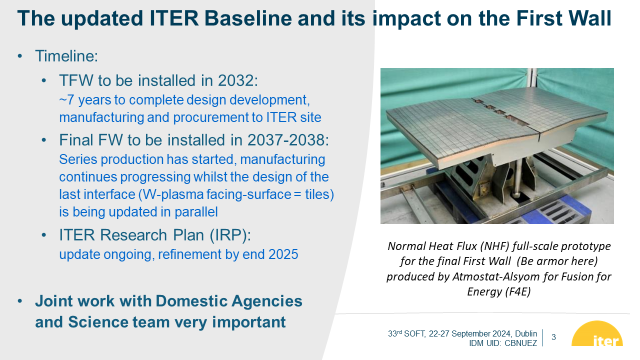 The updated ITER Baseline and its impact on the First Wall
• Timeline:
• TFW to be installed in 2032:
~7 years to complete design development,
manufacturing and procurement to ITER site
• Final FW to be installed in 2037-2038:
Series production has started, manufacturing
continues progressing whilst the design of the
last interface (W-plasma facing-surface = tiles)
is being updated in parallel
• ITER Research Plan (IRP):
update ongoing, refinement by end 2025
• Joint work with Domestic Agencies
and Science team very important
Normal Heat Flux (NHF) full-scale prototype
for the final First Wall (Be armor here)
produced by Atmostat-Alsyom for Fusion for
Energy (F4E)
33rd SOFT, 22-27 September 2024, Dublin
IDM UID: CBNUEZ
3
iter